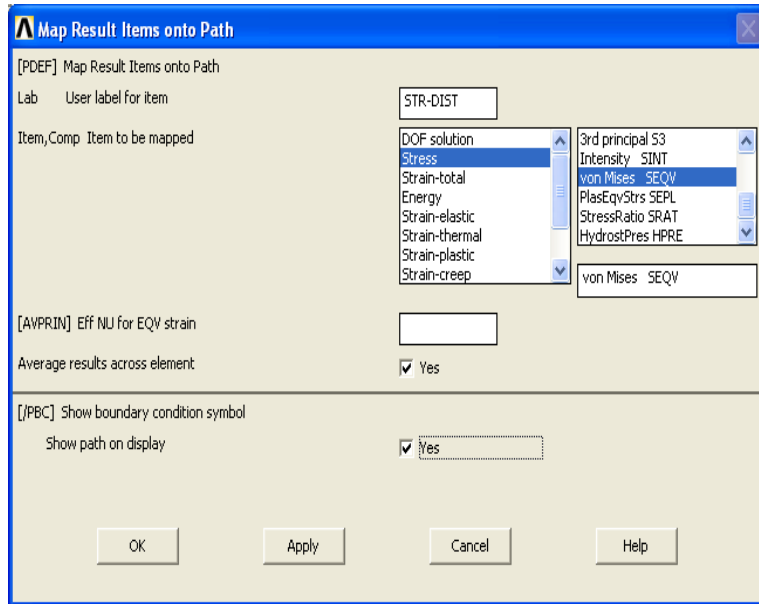 Map Result Items onto Path
[PDEF] Map Result Items onto Path
Lab User label for item STR-DIST
Item,Comp Item to be mapped
DOF solution
Stress
Strain-total
Energy
Strain-elastic
Strain-thermal
Strain-plastic
Strain-creep
3rd principal S3
Intensity SINT
von Mises SEQV
PlasEqvStrs SEPL
StressRatio SRAT
HydrostPres HPRE
von Mises SEQV
[AVPRIN] Eff NU for EQV strain
Average results across element Yes
[/PBC] Show boundary condition symbol
Show path on display Yes
OK Apply Cancel Help